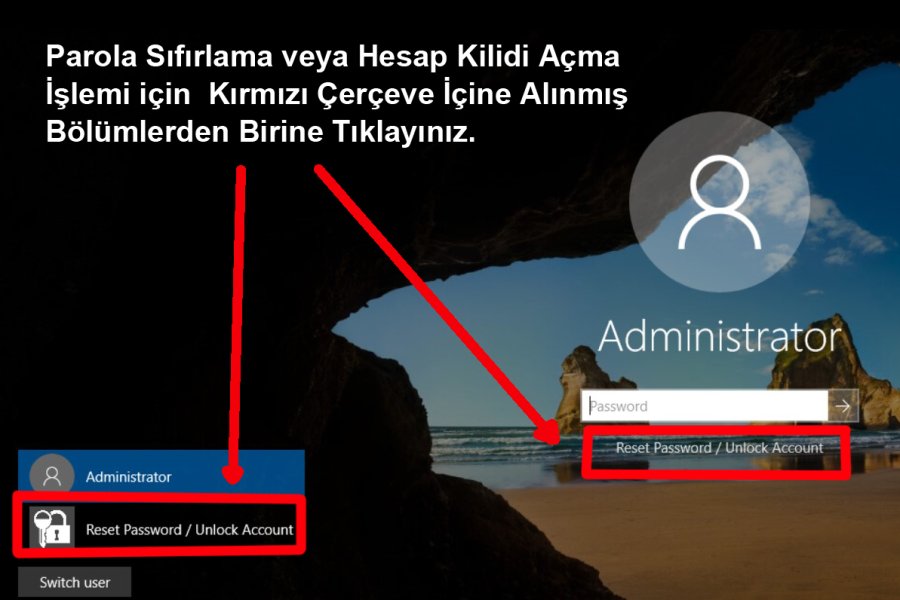 Parola Sıfırlama veya Hesap Kilidi Açma
İşlemi için  Kırmızı Çerçeve İçine Alınmış
Bölümlerden Birine Tıklayınız.
Administrator
Password
Reset Password / Unlock Account
Administrator
Reset Password / Unlock Account
Switch user